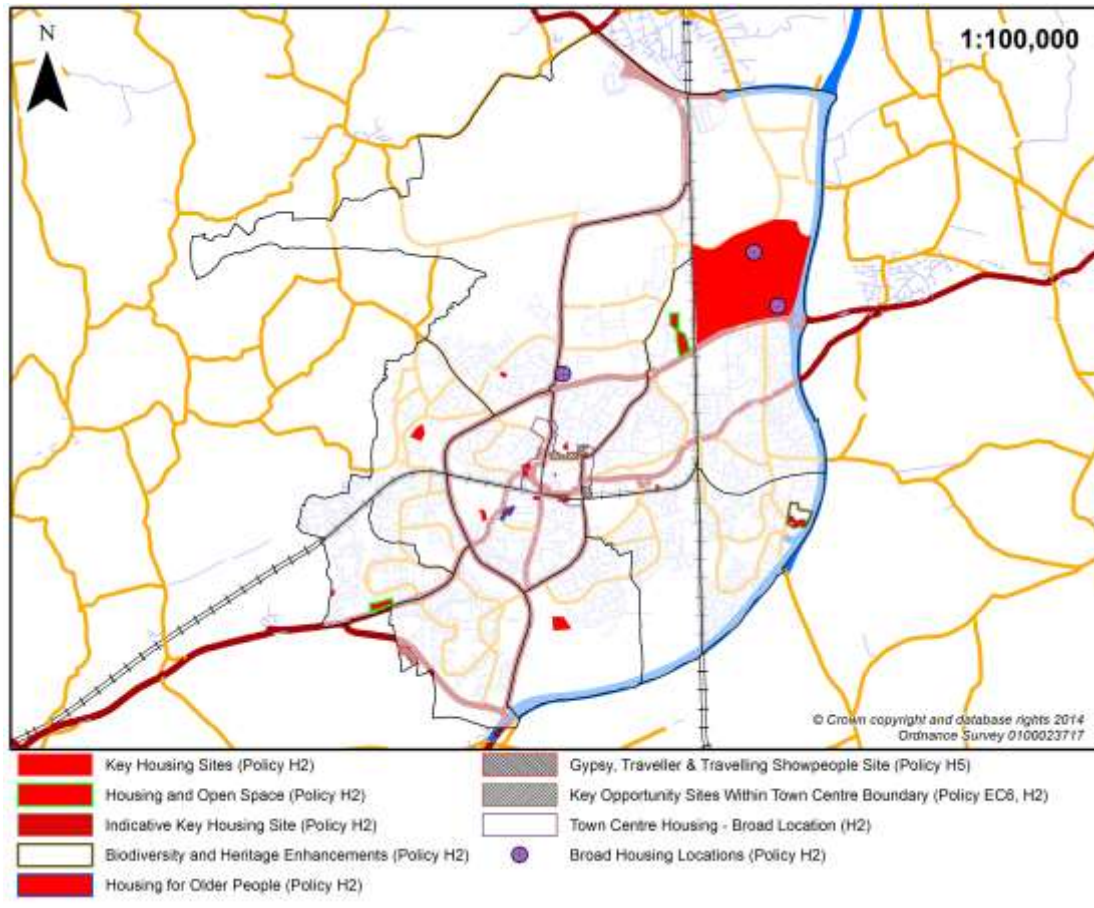 N
1:100,000
© Crown copyright and database rights 2014
Ordnance Survey 0100023717
Key Housing Sites (Policy H2)
Housing and Open Space (Policy H2)
Indicative Key Housing Site (Policy H2)
Biodiversity and Heritage Enhancements (Policy H2)
Housing for Older People (Policy H2)
Gypsy, Traveller & Travelling Showpeople Site (Policy H5)
Key Opportunity Sites Within Town Centre Boundary (Policy EC6, H2)
Town Centre Housing - Broad Location (H2)
Broad Housing Locations (Policy H2)